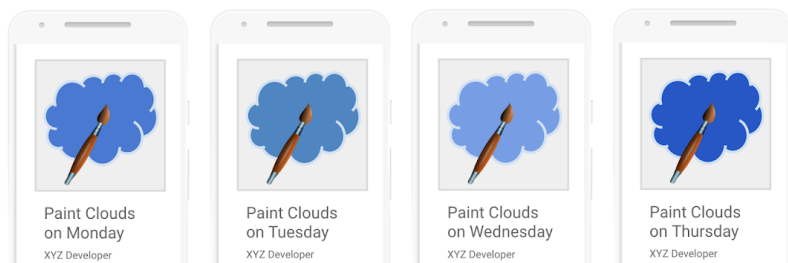 Paint Clouds
on Monday
XYZ Developer
Paint Clouds
on Tuesday
XYZ Developer
Paint Clouds
on Wednesday
XYZ Developer
Paint Clouds
on Thursday
XYZ Developer